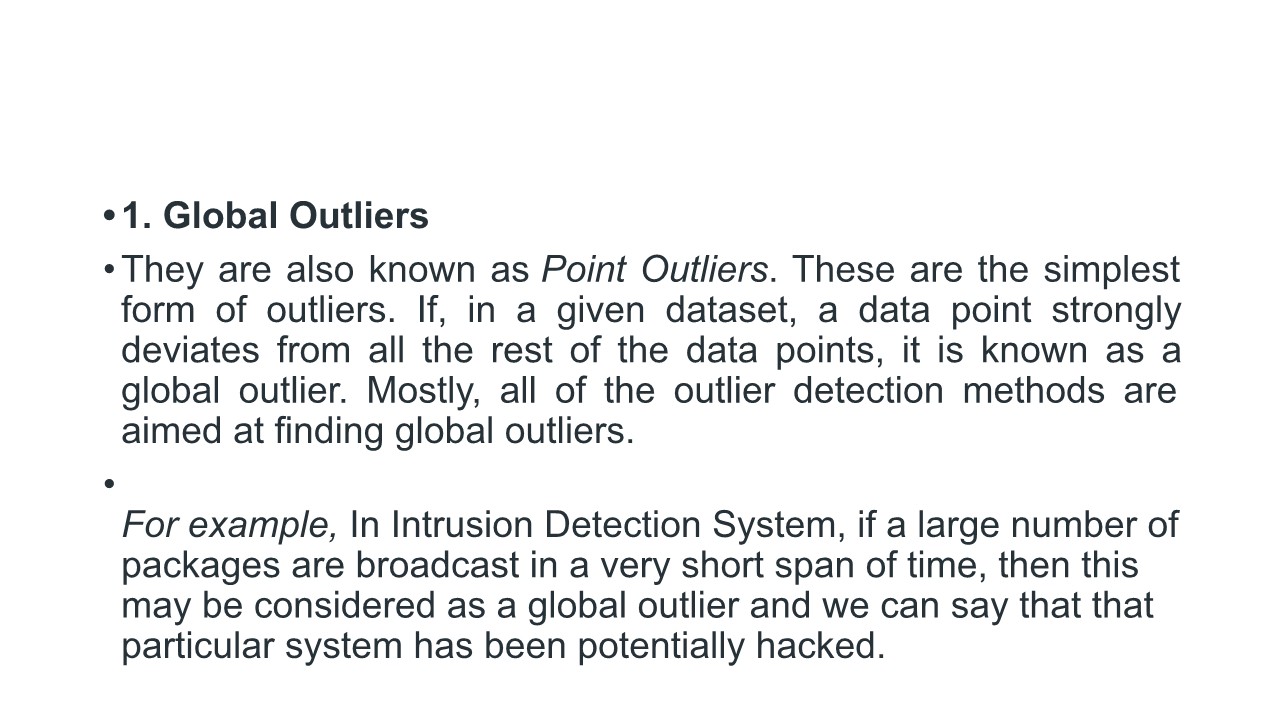 • 1. Global Outliers
• They are also known as Point Outliers. These are the simplest
form of outliers. If, in a given dataset, a data point strongly
deviates from all the rest of the data points, it is known as a
global outlier. Mostly, all of the outlier detection methods are
aimed at finding global outliers.
•
For example, In Intrusion Detection System, if a large number of
packages are broadcast in a very short span of time, then this
may be considered as a global outlier and we can say that that
particular system has been potentially hacked.